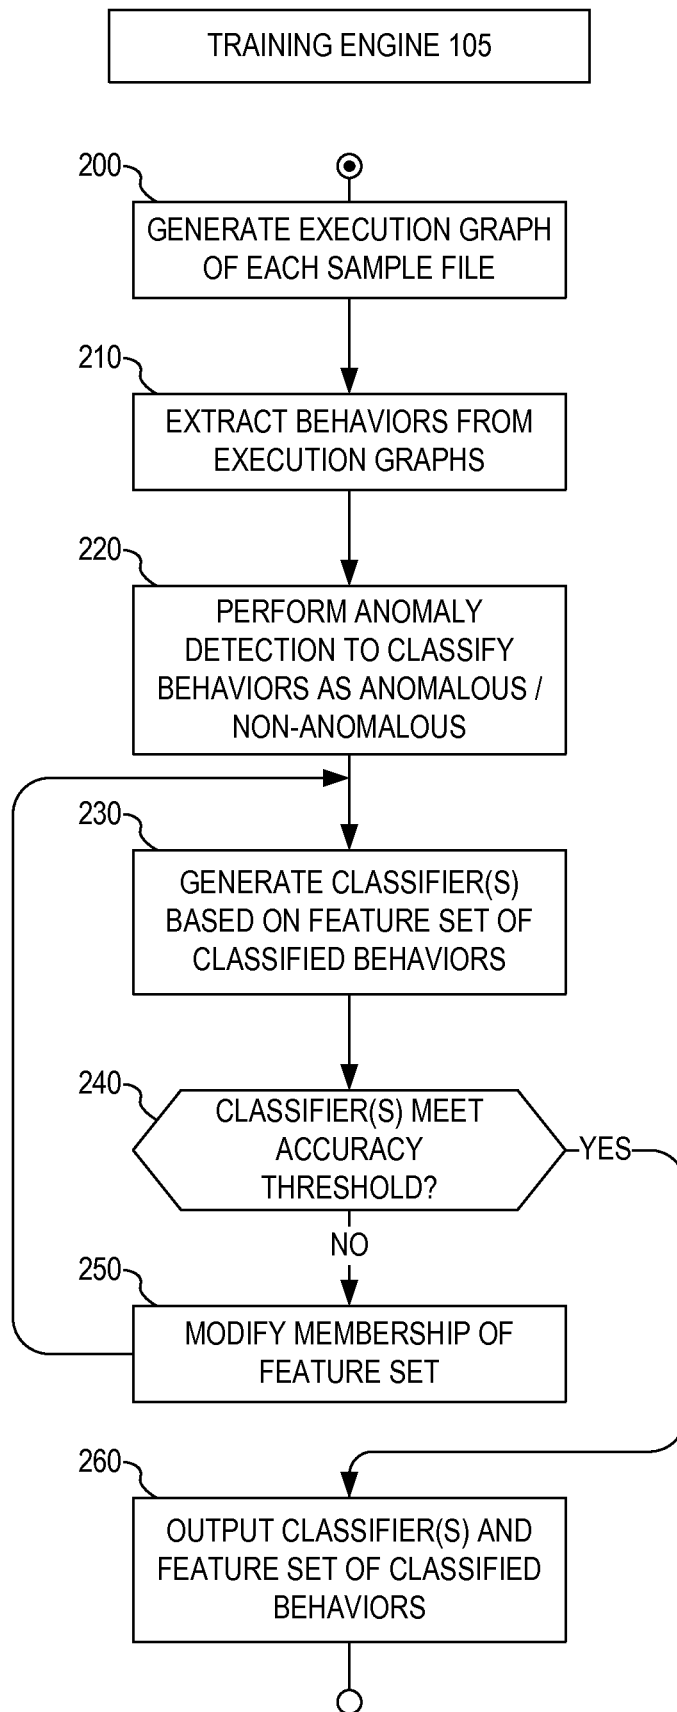 TRAINING ENGINE 105
200
GENERATE EXECUTION GRAPH
OF EACH SAMPLE FILE
210
EXTRACT BEHAVIORS FROM
EXECUTION GRAPHS
220
PERFORM ANOMALY
DETECTION TO CLASSIFY
BEHAVIORS AS ANOMALOUS /
NON-ANOMALOUS
230
GENERATE CLASSIFIER(S)
BASED ON FEATURE SET OF
CLASSIFIED BEHAVIORS
240
CLASSIFIER(S) MEET
ACCURACY
THRESHOLD?
YES
NO
250
MODIFY MEMBERSHIP OF
FEATURE SET
260
OUTPUT CLASSIFIER(S) AND
FEATURE SET OF CLASSIFIED
BEHAVIORS